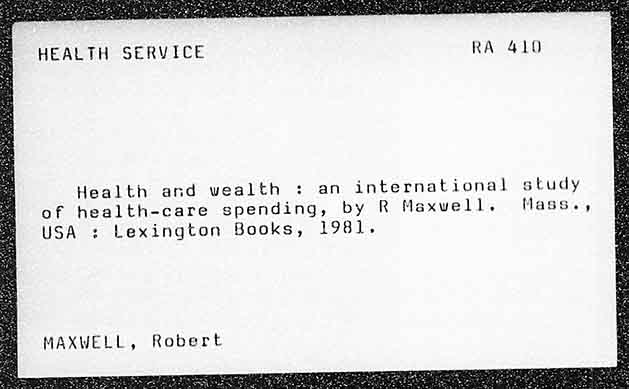 HEALTH SERVICE RA 410
Health and wealth : an international study
of health-care spending, by R Maxwell. Mass.,
USA : Lexington Books, 1981.
MAXWELL, Robert